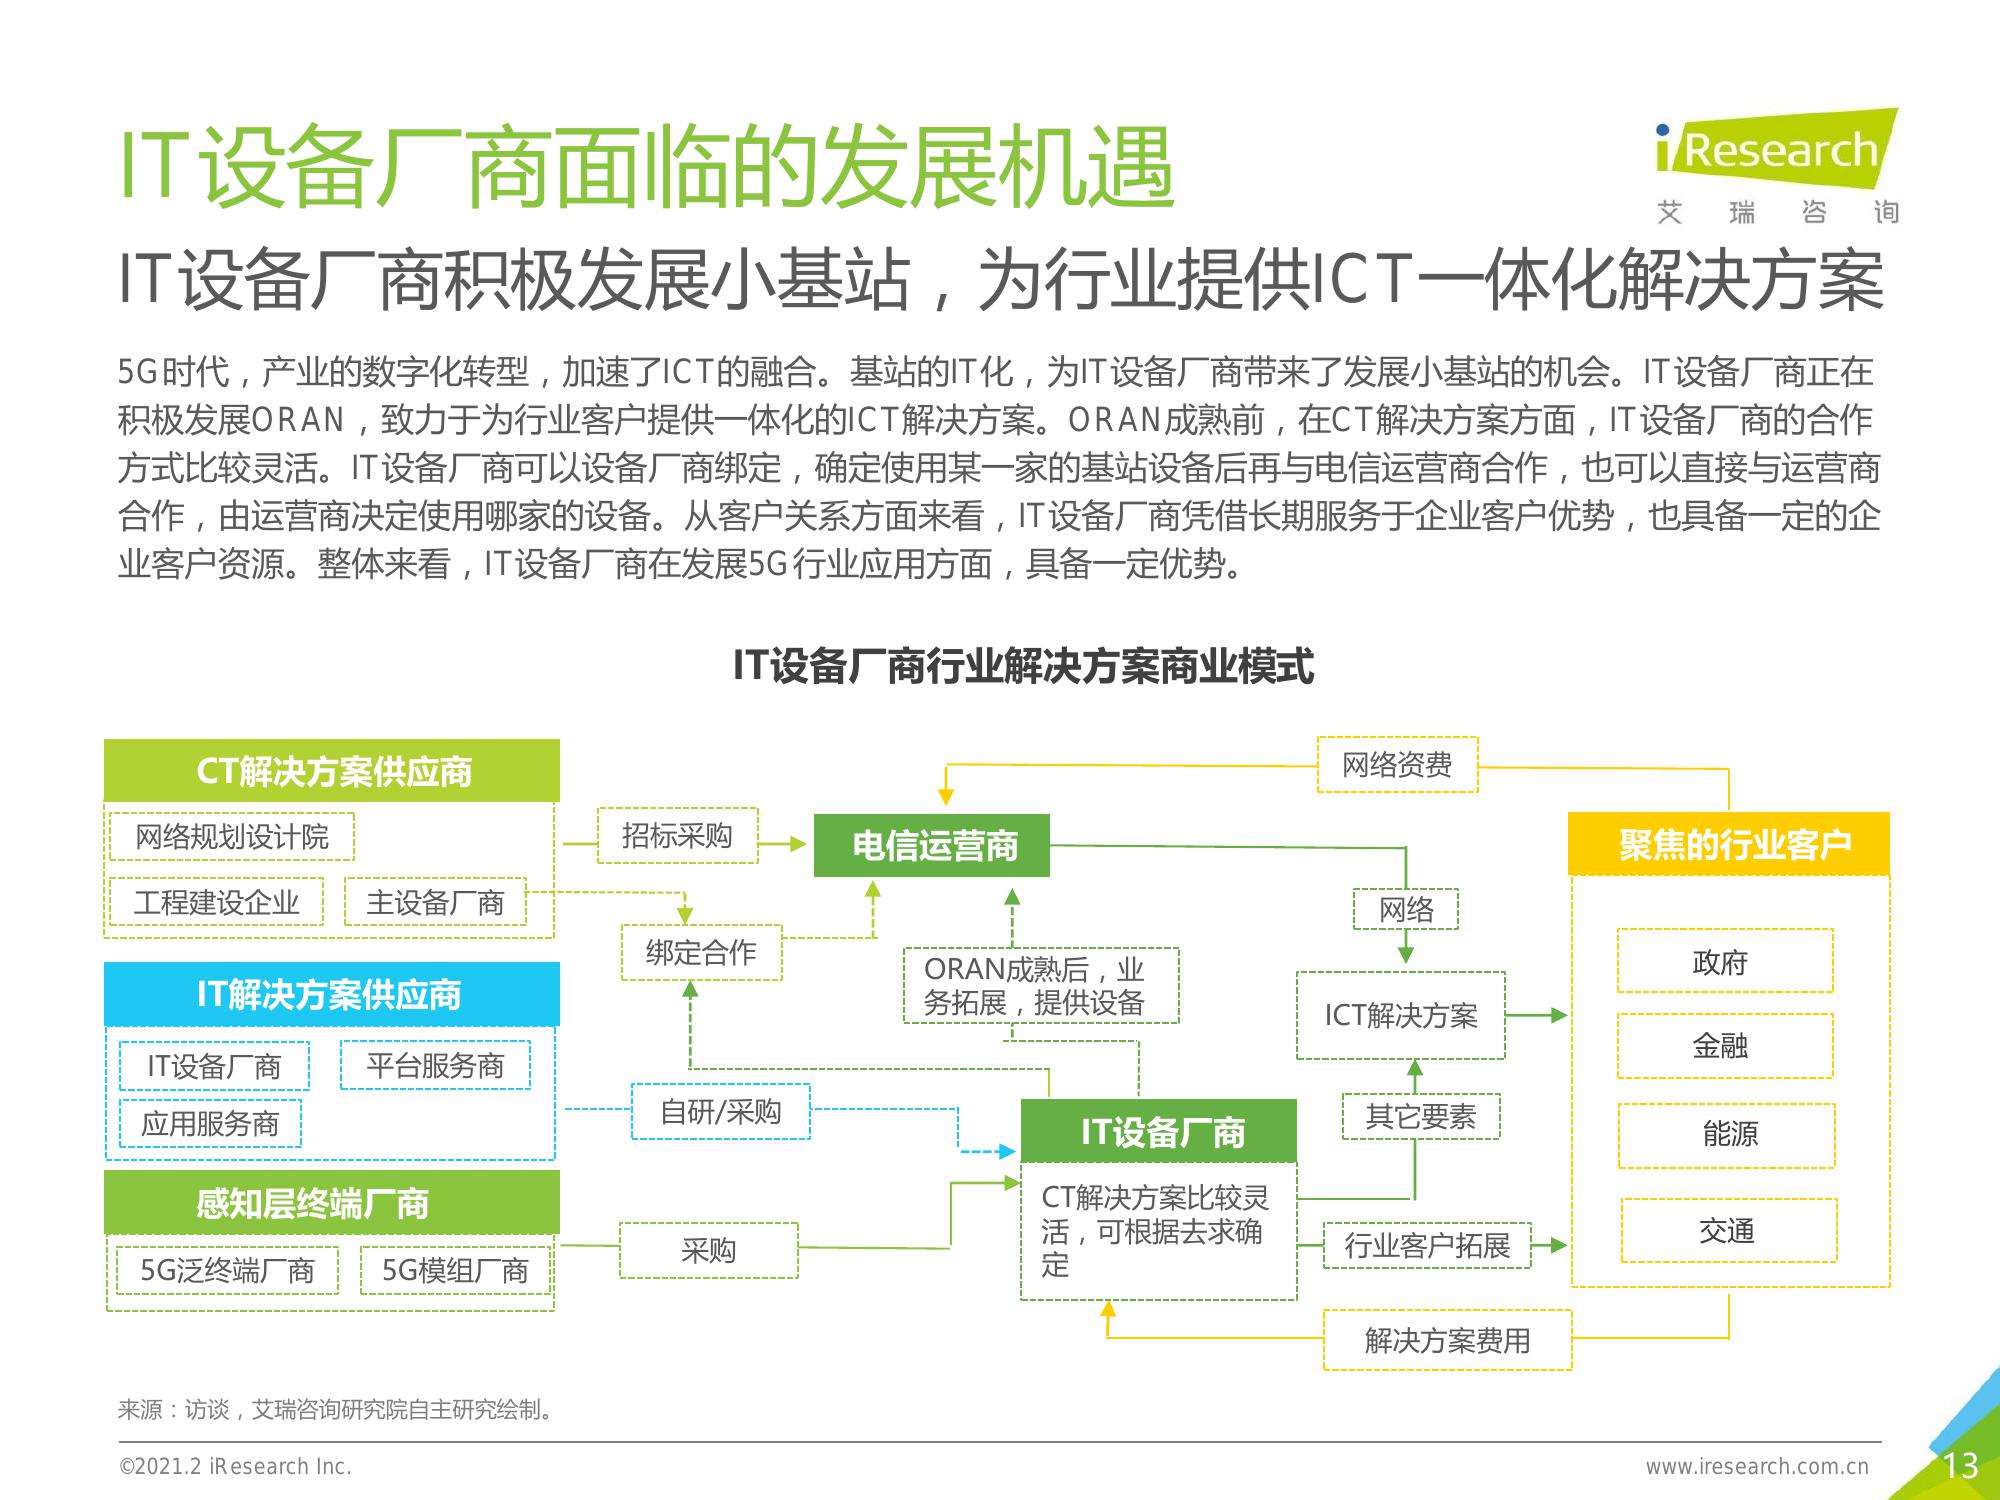 IT设备厂商面临的发展机遇
iResearch
艾瑞咨询
IT设备厂商积极发展小基站，为行业提供ICT一体化解决方案
5G时代，产业的数字化转型，加速了ICT的融合。基站的IT化，为IT设备厂商带来了发展小基站的机会。IT设备厂商正在
积极发展ORAN，致力于为行业客户提供一体化的ICT解决方案。ORAN成熟前，在CT解决方案方面，IT设备厂商的合作
方式比较灵活。IT设备厂商可以设备厂商绑定，确定使用某一家的基站设备后再与电信运营商合作，也可以直接与运营商
合作，由运营商决定使用哪家的设备。从客户关系方面来看，IT设备厂商凭借长期服务于企业客户优势，也具备一定的企
业客户资源。整体来看，IT设备厂商在发展5G行业应用方面，具备一定优势。
IT设备厂商行业解决方案商业模式
CT解决方案供应商
网络规划设计院
工程建设企业
主设备厂商
IT解决方案供应商
IT设备厂商
平台服务商
应用服务商
感知层终端厂商
5G泛终端厂商
5G模组厂商
招标采购
绑定合作
自研/采购
采购
电信运营商
ORAN成熟后，业
务拓展，提供设备
IT设备厂商
CT解决方案比较灵
活，可根据去求确
定
网络资费
网络
ICT解决方案
其它要素
行业客户拓展
解决方案费用
聚焦的行业客户
政府
金融
能源
交通
来源：访谈，艾瑞咨询研究院自主研究绘制。
©2021.2 iResearch Inc.
www.iresearch.com.cn
13